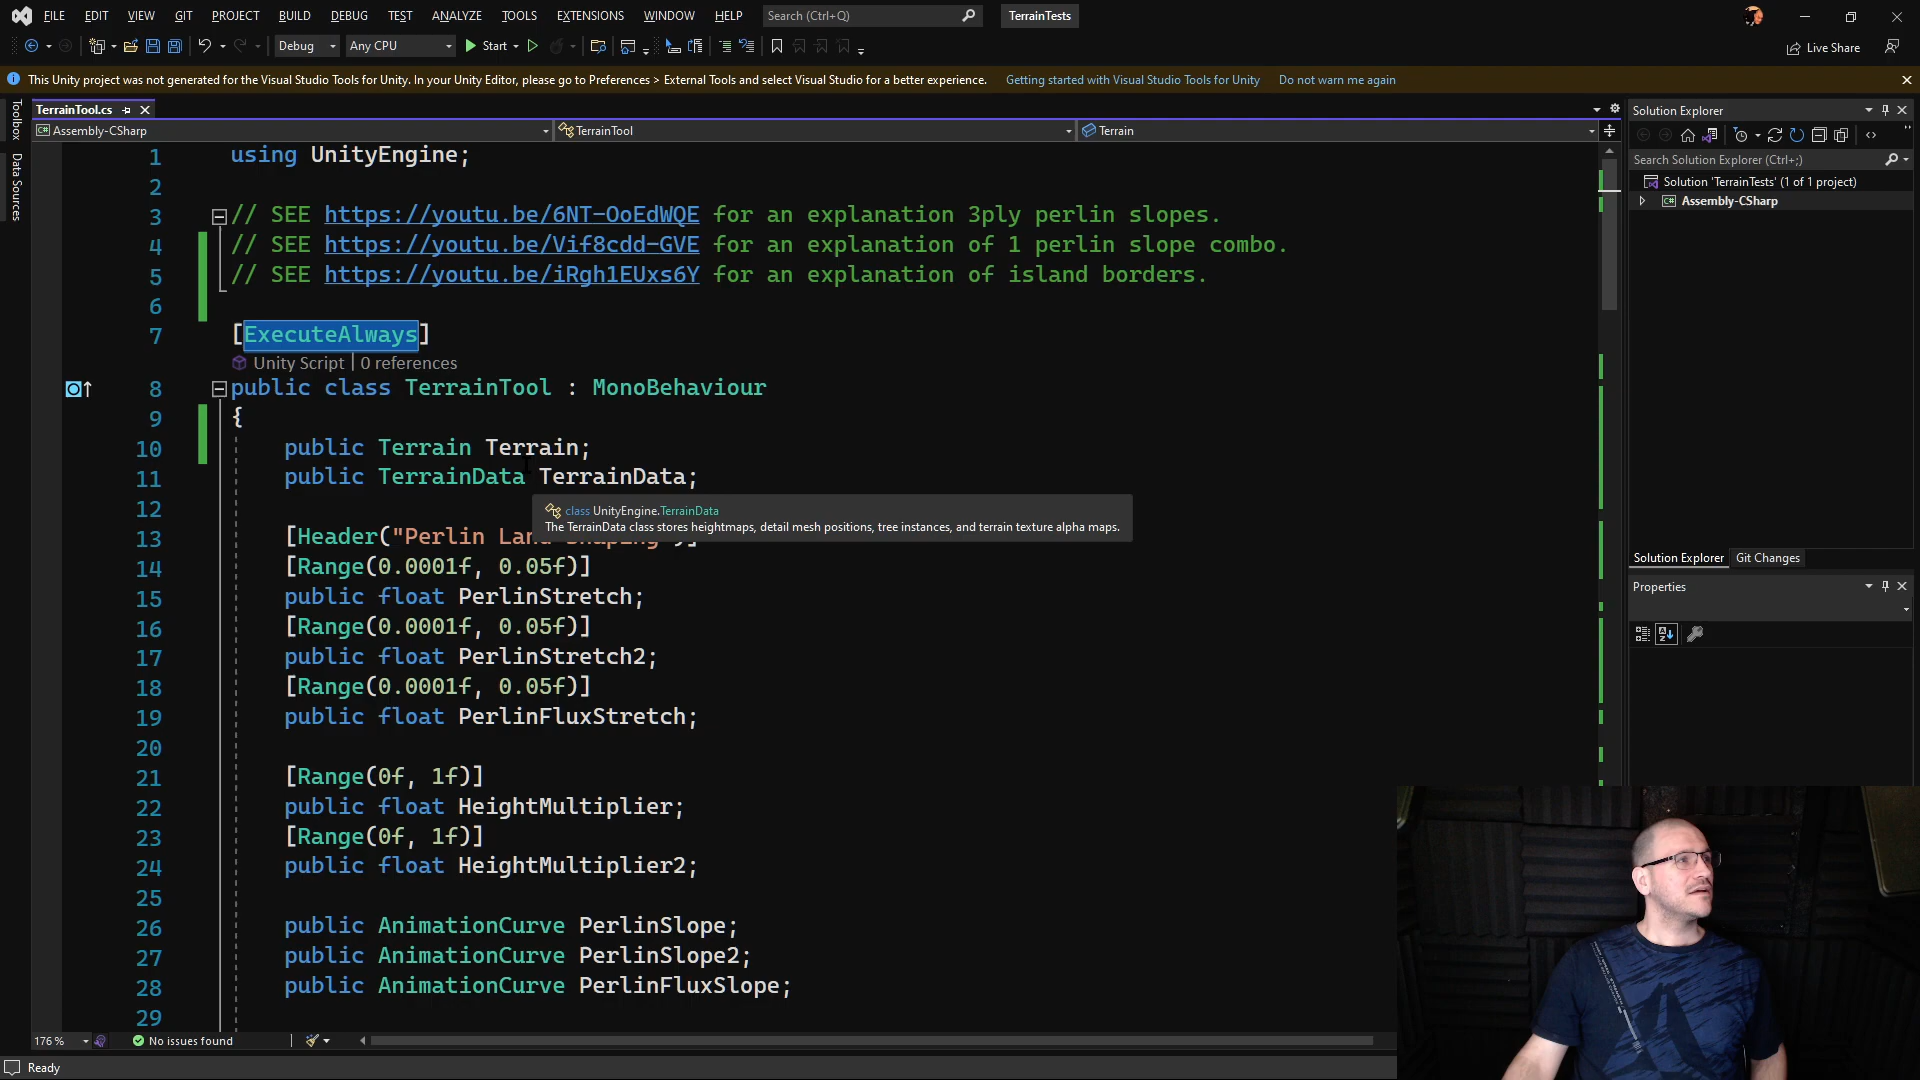 FILE EDIT VIEW GIT PROJECT BUILD DEBUG TEST ANALYZE TOOLS EXTENSIONS WINDOW HELP Search (Ctrl+Q) TerrainTests
Debug Any CPU Start Live Share
This Unity project was not generated for the Visual Studio Tools for Unity. In your Unity Editor, please go to Preferences > External Tools and select Visual Studio for a better experience. Getting started with Visual Studio Tools for Unity Do not warn me again
Toolbox
Data Sources
TerrainTool.cs
Assembly-CSharp TerrainTool Terrain
1 using UnityEngine;
2
3 // SEE https://youtu.be/6NT-OoEdWQE for an explanation 3ply perlin slopes.
4 // SEE https://youtu.be/Vif8cdd-GVE for an explanation of 1 perlin slope combo.
5 // SEE https://youtu.be/iRgh1EUxs6Y for an explanation of island borders.
6
7 [ExecuteAlways]
Unity Script | 0 references
8 public class TerrainTool : MonoBehaviour
9 {
10 public Terrain Terrain;
11 public TerrainData TerrainData;
12
class UnityEngine.TerrainData
The TerrainData class stores heightmaps, detail mesh positions, tree instances, and terrain texture alpha maps.
13 [Header("Perlin Land Shaping")]
14 [Range(0.0001f, 0.05f)]
15 public float PerlinStretch;
16 [Range(0.0001f, 0.05f)]
17 public float PerlinStretch2;
18 [Range(0.0001f, 0.05f)]
19 public float PerlinFluxStretch;
20
21 [Range(0f, 1f)]
22 public float HeightMultiplier;
23 [Range(0f, 1f)]
24 public float HeightMultiplier2;
25
26 public AnimationCurve PerlinSlope;
27 public AnimationCurve PerlinSlope2;
28 public AnimationCurve PerlinFluxSlope;
29
176 % No issues found
Ready
Solution Explorer
Search Solution Explorer (Ctrl+;)
Solution 'TerrainTests' (1 of 1 project)
Assembly-CSharp
Solution Explorer Git Changes
Properties